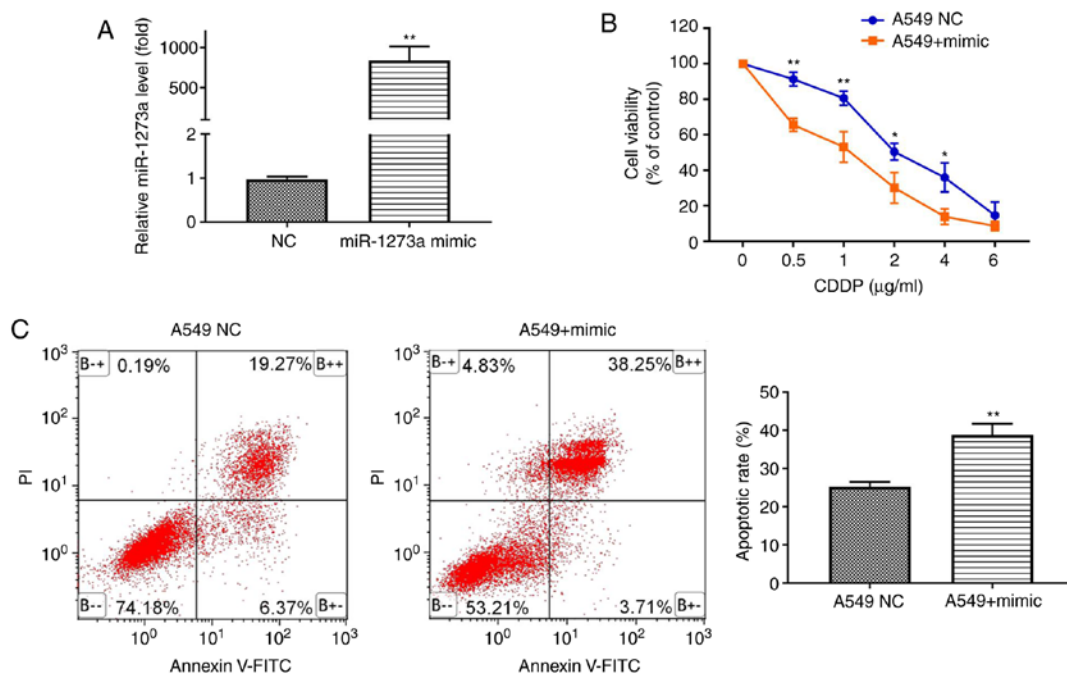 A
Relative miR-1273a level (fold)
1000
500
2
1
0
**
NC
miR-1273a mimic
B
A549 NC
A549+mimic
Cell viability
(% of control)
120
100
80
60
40
20
0
**
**
*
*
0
0.5
1
2
4
6
CDDP (μg/ml)
C
A549 NC
PI
10³
10²
10¹
10⁰
B-+
0.19%
19.27%
B++
B--
74.18%
6.37%
B+-
10⁰
10¹
10²
10³
Annexin V-FITC
A549+mimic
PI
10³
10²
10¹
10⁰
B-+
4.83%
38.25%
B++
B--
53.21%
3.71%
B+-
10⁰
10¹
10²
10³
Annexin V-FITC
Apoptotic rate (%)
50
40
30
20
10
0
**
A549 NC
A549+mimic